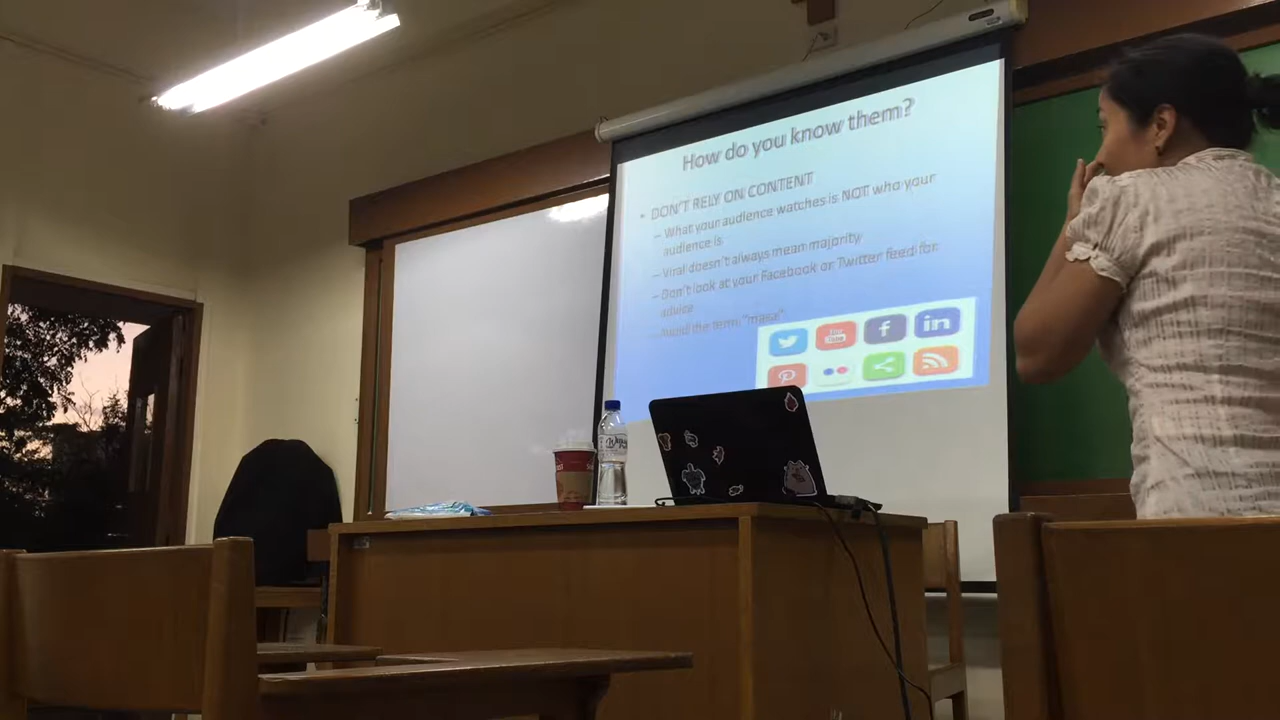 How do you know them?
• DON'T RELY ON CONTENT
– What your audience watches is NOT who your
audience is
– Viral doesn't always mean majority
– Don't look at your Facebook or Twitter feed for
advice
– Avoid the term "masa"
You
Tube
f
in